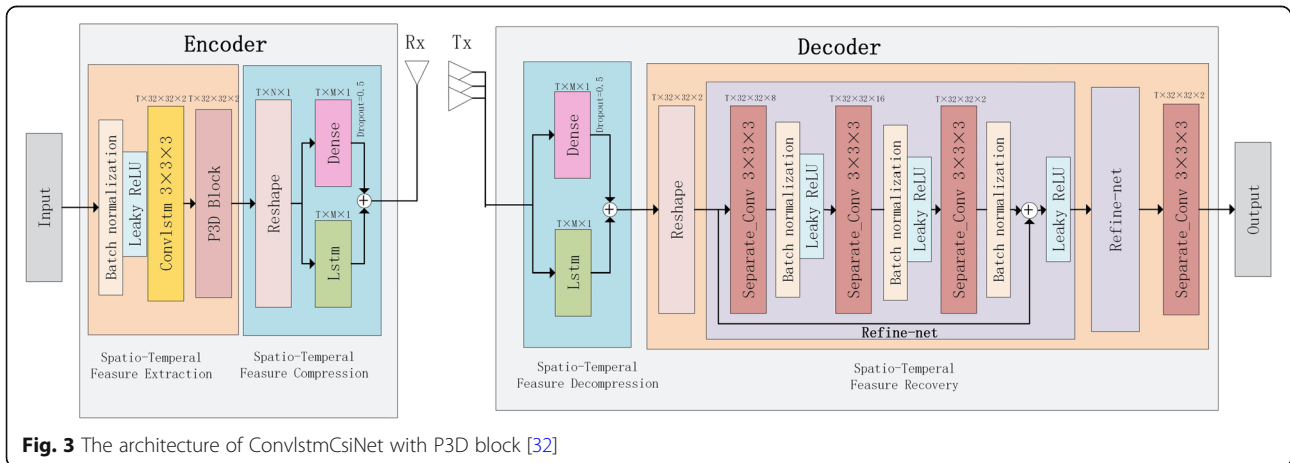 Encoder
Rx
Tx
Decoder
Input
Batch normalization
Leaky ReLU
T×32×32×2
Convlstm 3×3×3
T×32×32×2
P3D Block
T×N×1
Reshape
T×M×1
Dense
Dropout=0.5
T×M×1
Lstm
Spatio-Temperal
Feature Extraction
Spatio-Temperal
Feature Compression
T×M×1
Dense
Dropout=0.5
T×M×1
Lstm
Spatio-Temperal
Feasure Decompression
T×32×32×2
Reshape
T×32×32×8
Separate_Conv 3×3×3
Batch normalization
Leaky ReLU
T×32×32×16
Separate_Conv 3×3×3
Batch normalization
Leaky ReLU
T×32×32×2
Separate_Conv 3×3×3
Batch normalization
Leaky ReLU
Refine-net
Refine-net
T×32×32×2
Separate_Conv 3×3×3
Spatio-Temperal
Feature Recovery
Output
Fig. 3 The architecture of ConvlstmCsiNet with P3D block [32]